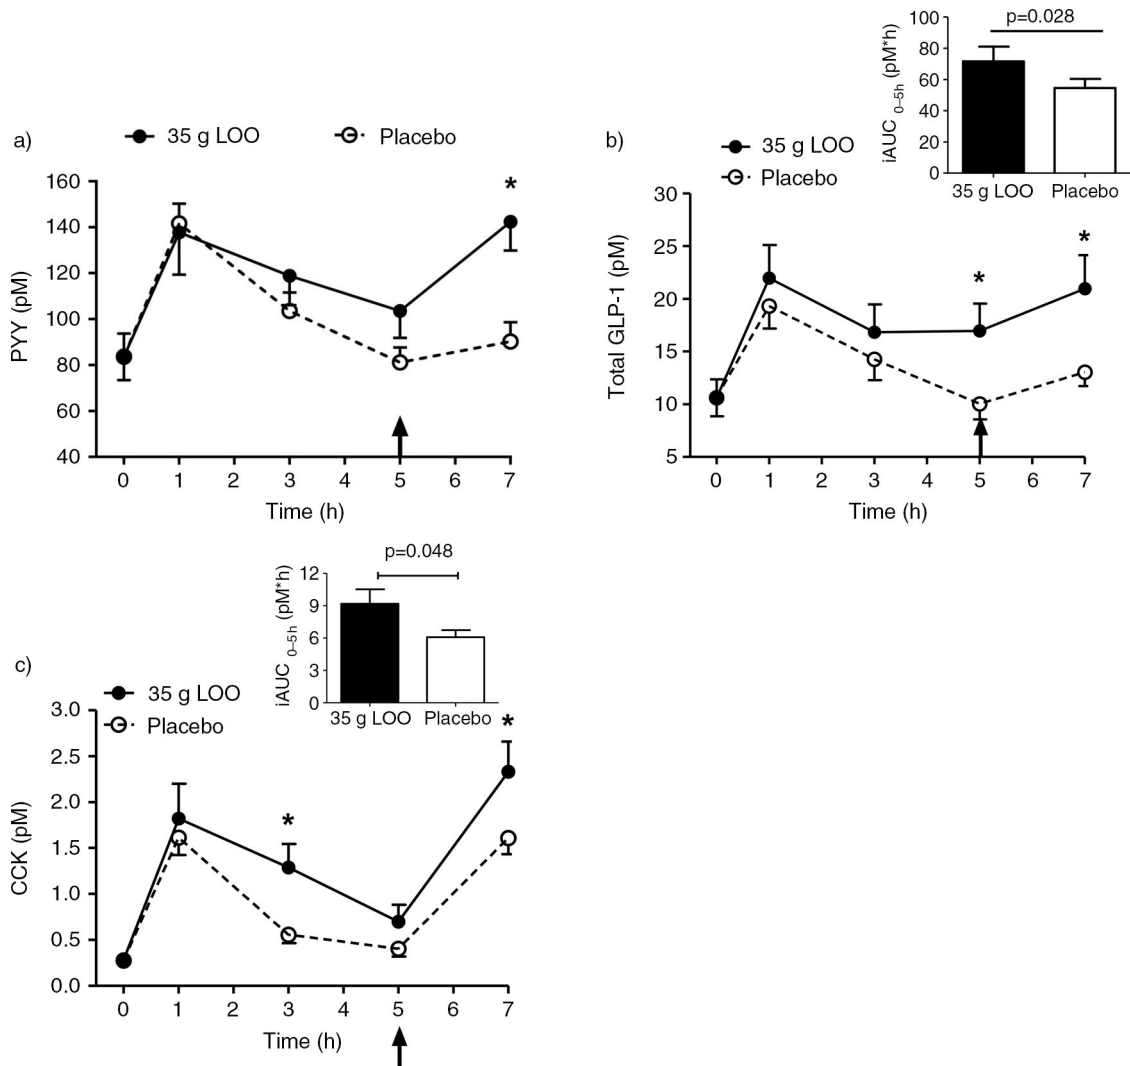 a)
35 g LOO
Placebo
160
140
120
100
80
60
40
PYY (pM)
*
0 1 2 3 4 5 6 7
Time (h)
b)
p=0.028
100
80
60
40
20
0
iAUC 0–5h (pM*h)
35 g LOO Placebo
35 g LOO
Placebo
30
25
20
15
10
5
Total GLP-1 (pM)
* *
0 1 2 3 4 5 6 7
Time (h)
c)
p=0.048
12
9
6
3
0
iAUC 0–5h (pM*h)
35 g LOO Placebo
35 g LOO
Placebo
3.0
2.5
2.0
1.5
1.0
0.5
0.0
CCK (pM)
* *
0 1 2 3 4 5 6 7
Time (h)